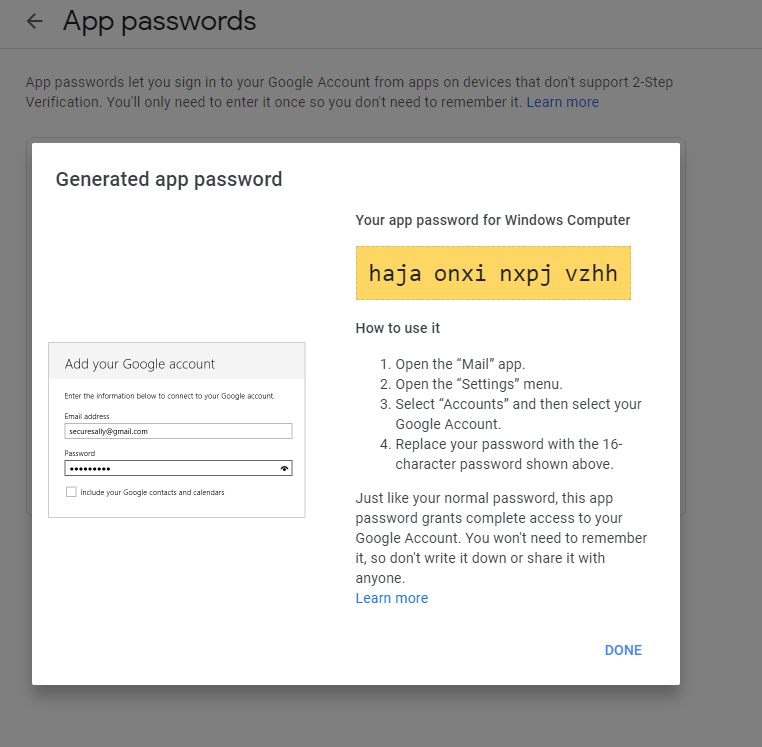 App passwords
App passwords let you sign in to your Google Account from apps on devices that don't support 2-Step
Verification. You'll only need to enter it once so you don't need to remember it. Learn more
Generated app password
Add your Google account
Enter the information below to connect to your Google account.
Email address
securesally@gmail.com
Password
•••••••••
Include your Google contacts and calendars
Your app password for Windows Computer
haja onxi nxpj vzhh
How to use it
1. Open the “Mail” app.
2. Open the “Settings” menu.
3. Select “Accounts” and then select your
Google Account.
4. Replace your password with the 16-
character password shown above.
Just like your normal password, this app
password grants complete access to your
Google Account. You won't need to remember
it, so don't write it down or share it with
anyone.
Learn more
DONE